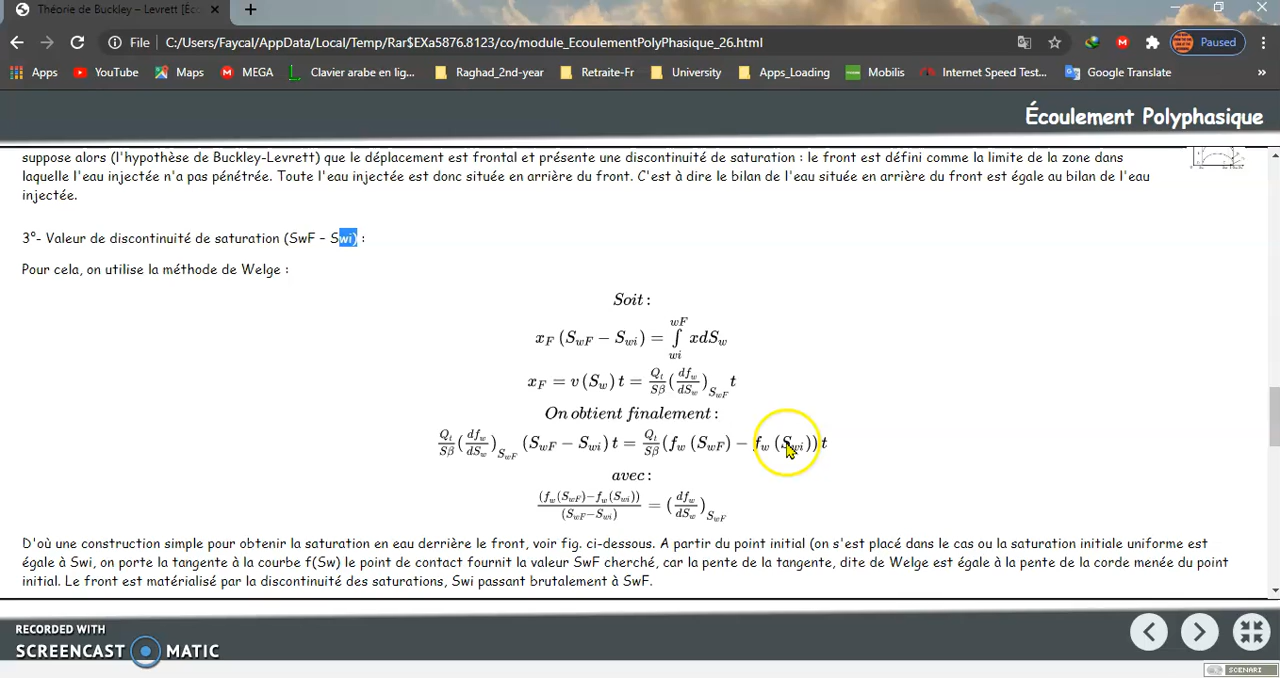 Théorie de Buckley – Levrett [Éco
File C:/Users/Faycal/AppData/Local/Temp/Rar$EXa5876.8123/co/module_EcoulementPolyPhasique_26.html
Paused
Apps YouTube Maps MEGA Clavier arabe en lig... Raghad_2nd-year Retraite-Fr University Apps_Loading Mobilis Internet Speed Test... Google Translate »
Écoulement Polyphasique
suppose alors (l'hypothèse de Buckley-Levrett) que le déplacement est frontal et présente une discontinuité de saturation : le front est défini comme la limite de la zone dans
laquelle l'eau injectée n'a pas pénétrée. Toute l'eau injectée est donc située en arrière du front. C'est à dire le bilan de l'eau située en arrière du front est égale au bilan de l'eau
injectée.
3°- Valeur de discontinuité de saturation (SwF – Swi) :
Pour cela, on utilise la méthode de Welge :
Soit :
x_F (S_wF − S_wi) = ∫_wi^wF xdS_w
x_F = v (S_w) t = Q_t/Sβ (df_w/dS_w)_S_wF t
On obtient finalement :
Q_t/Sβ (df_w/dS_w)_S_wF (S_wF − S_wi) t = Q_t/Sβ (f_w (S_wF) − f_w (S_wi)) t
avec :
(f_w(S_wF)−f_w(S_wi))/(S_wF−S_wi) = (df_w/dS_w)_S_wF
D'où une construction simple pour obtenir la saturation en eau derrière le front, voir fig. ci-dessous. A partir du point initial (on s'est placé dans le cas ou la saturation initiale uniforme est
égale à Swi, on porte la tangente à la courbe f(Sw) le point de contact fournit la valeur SwF cherché, car la pente de la tangente, dite de Welge est égale à la pente de la corde menée du point
initial. Le front est matérialisé par la discontinuité des saturations, Swi passant brutalement à SwF.
RECORDED WITH
SCREENCAST MATIC
SCENARI